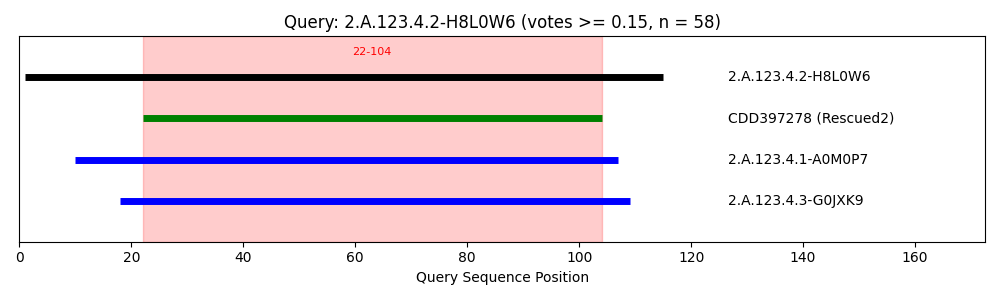 Query: 2.A.123.4.2-H8L0W6 (votes >= 0.15, n = 58)
22-104
2.A.123.4.2-H8L0W6
CDD397278 (Rescued2)
2.A.123.4.1-A0M0P7
2.A.123.4.3-G0JXK9
0 20 40 60 80 100 120 140 160
Query Sequence Position